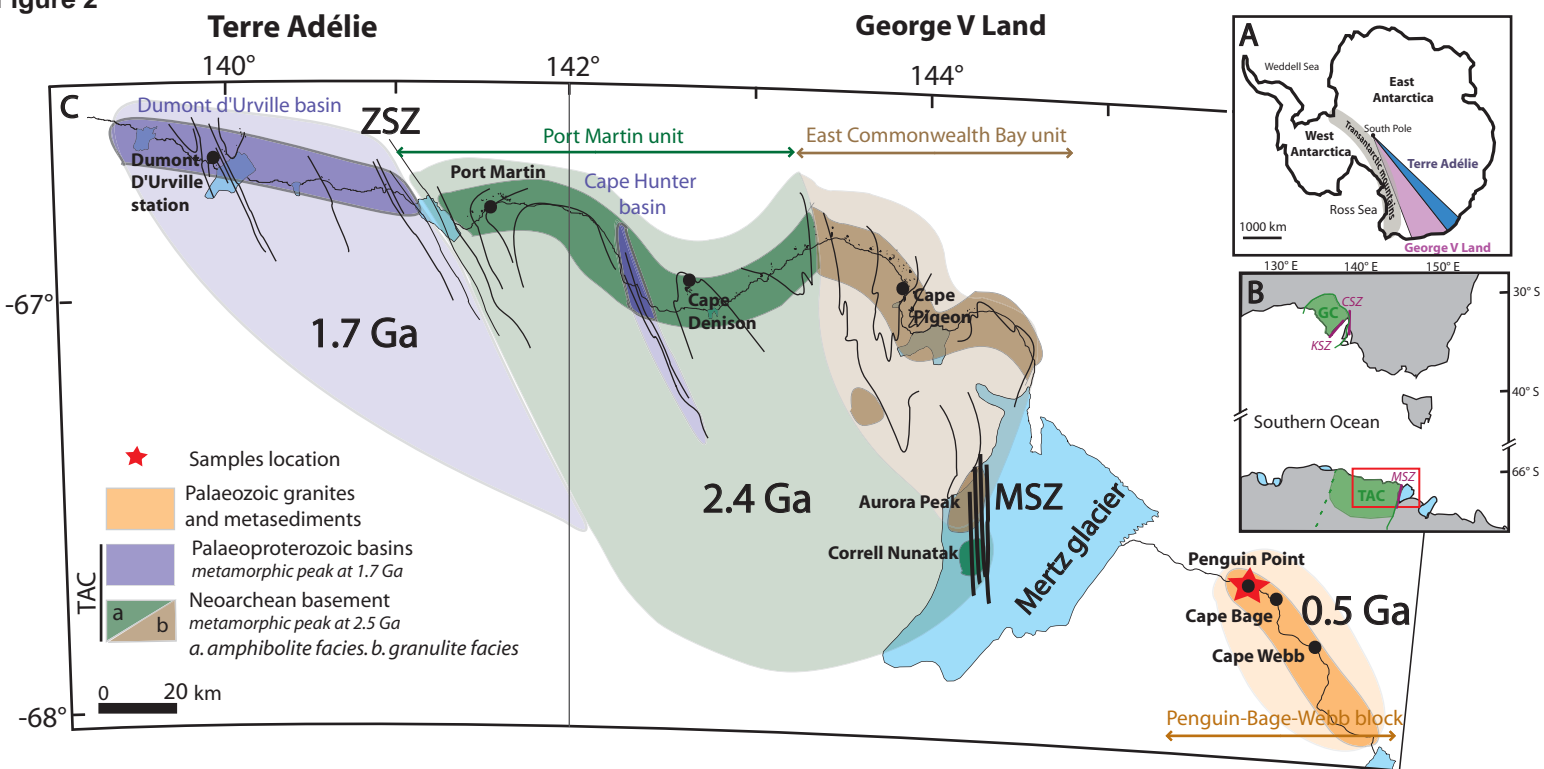 Figure 2
Terre Adélie
George V Land
140°
142°
144°
C
Dumont d'Urville basin
ZSZ
Port Martin unit
East Commonwealth Bay unit
Dumont
D'Urville
station
Port Martin
Cape Hunter
basin
Cape
Denison
Cape
Pigeon
-67°
1.7 Ga
2.4 Ga
Aurora Peak
MSZ
Correll Nunatak
Mertz glacier
Penguin Point
Cape Bage
0.5 Ga
Cape Webb
Penguin-Bage-Webb block
Samples location
Palaeozoic granites
and metasediments
Palaeoproterozoic basins
metamorphic peak at 1.7 Ga
TAC
a
b
Neoarchean basement
metamorphic peak at 2.5 Ga
a. amphibolite facies. b. granulite facies
0
20 km
-68°
A
Weddell Sea
East
Antarctica
West
Antarctica
South Pole
Transantarctic mountains
Terre Adélie
Ross Sea
1000 km
George V Land
130° E
140° E
150° E
B
30° S
GC
CSZ
KSZ
40° S
Southern Ocean
66° S
MSZ
TAC